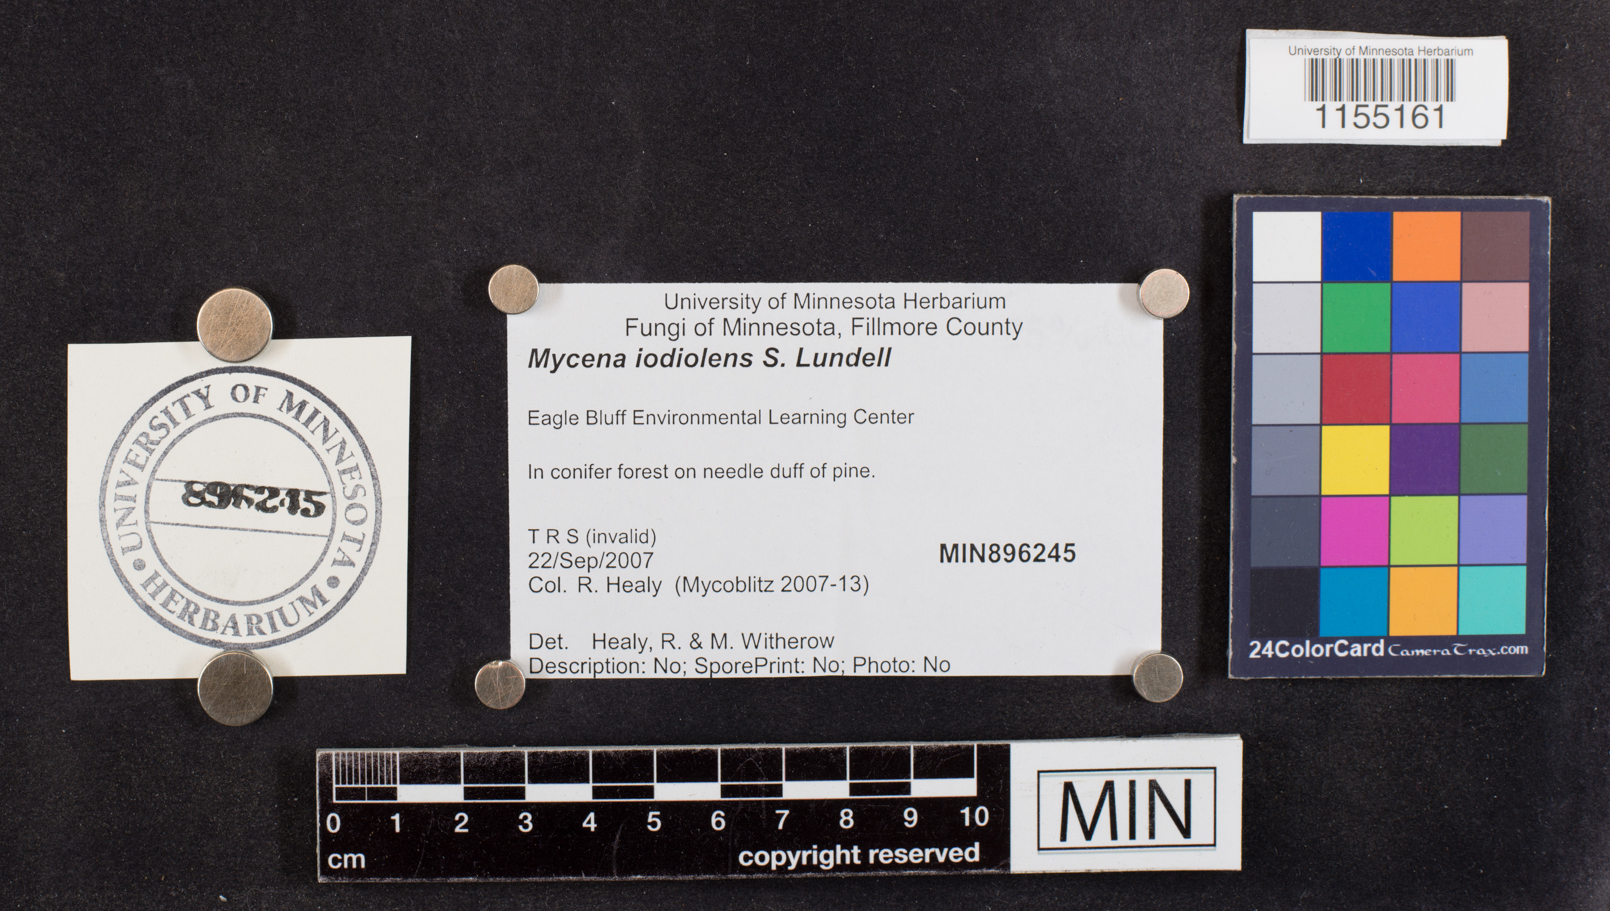 University of Minnesota Herbarium
1155161
University of Minnesota Herbarium
Fungi of Minnesota, Fillmore County
Mycena iodiolens S. Lundell
Eagle Bluff Environmental Learning Center
In conifer forest on needle duff of pine.
T R S (invalid)
22/Sep/2007
MIN896245
Col. R. Healy (Mycoblitz 2007-13)
Det. Healy, R. & M. Witherow
Description: No; SporePrint: No; Photo: No
UNIVERSITY OF MINNESOTA
896245
HERBARIUM
24ColorCard CameraTrax.com
0 1 2 3 4 5 6 7 8 9 10
cm
copyright reserved
MIN